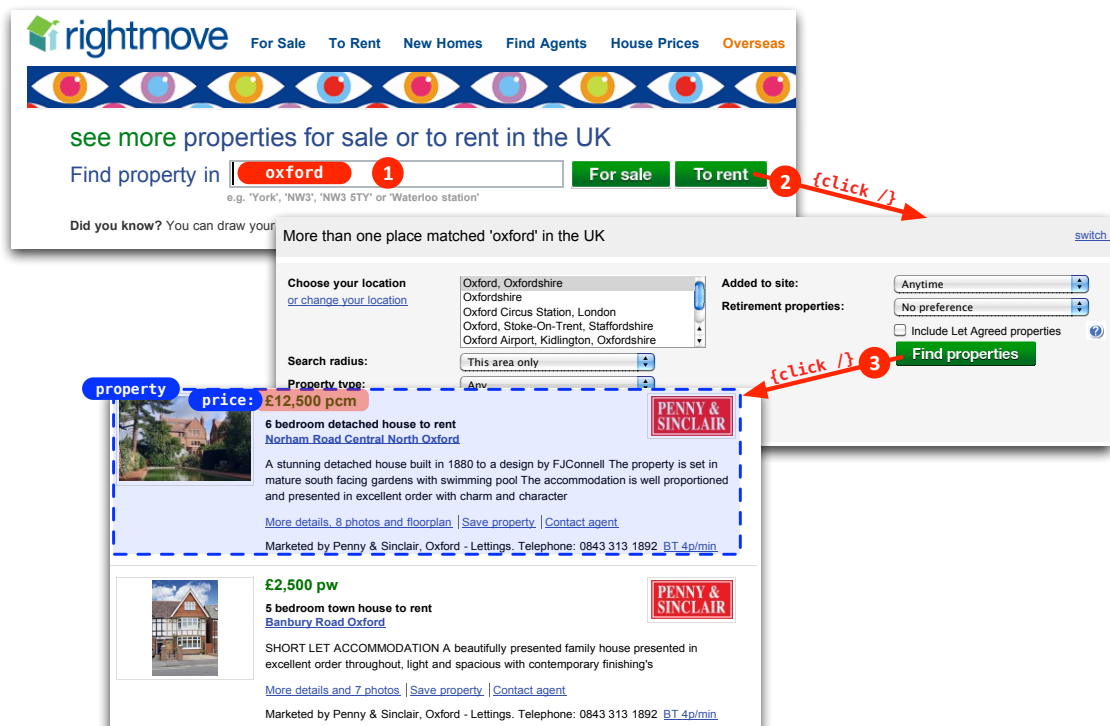 rightmove For Sale To Rent New Homes Find Agents House Prices Overseas
see more properties for sale or to rent in the UK
Find property in oxford 1 For sale To rent 2 {click /}
e.g. 'York', 'NW3', 'NW3 5TY' or 'Waterloo station'
Did you know? You can draw your
More than one place matched 'oxford' in the UK switch
Choose your location Oxford, Oxfordshire Added to site: Anytime
or change your location Oxfordshire Retirement properties: No preference
Oxford Circus Station, London
Oxford, Stoke-On-Trent, Staffordshire Include Let Agreed properties ?
Oxford Airport, Kidlington, Oxfordshire
Search radius: This area only {click /} 3 Find properties
Property type: Any
property price: £12,500 pcm PENNY & SINCLAIR
6 bedroom detached house to rent
Norham Road Central North Oxford
A stunning detached house built in 1880 to a design by FJConnell The property is set in
mature south facing gardens with swimming pool The accommodation is well proportioned
and presented in excellent order with charm and character
More details, 8 photos and floorplan Save property Contact agent
Marketed by Penny & Sinclair, Oxford - Lettings. Telephone: 0843 313 1892 BT 4p/min
£2,500 pw PENNY & SINCLAIR
5 bedroom town house to rent
Banbury Road Oxford
SHORT LET ACCOMMODATION A beautifully presented family house presented in
excellent order throughout, light and spacious with contemporary finishing's
More details and 7 photos Save property Contact agent
Marketed by Penny & Sinclair, Oxford - Lettings. Telephone: 0843 313 1892 BT 4p/min